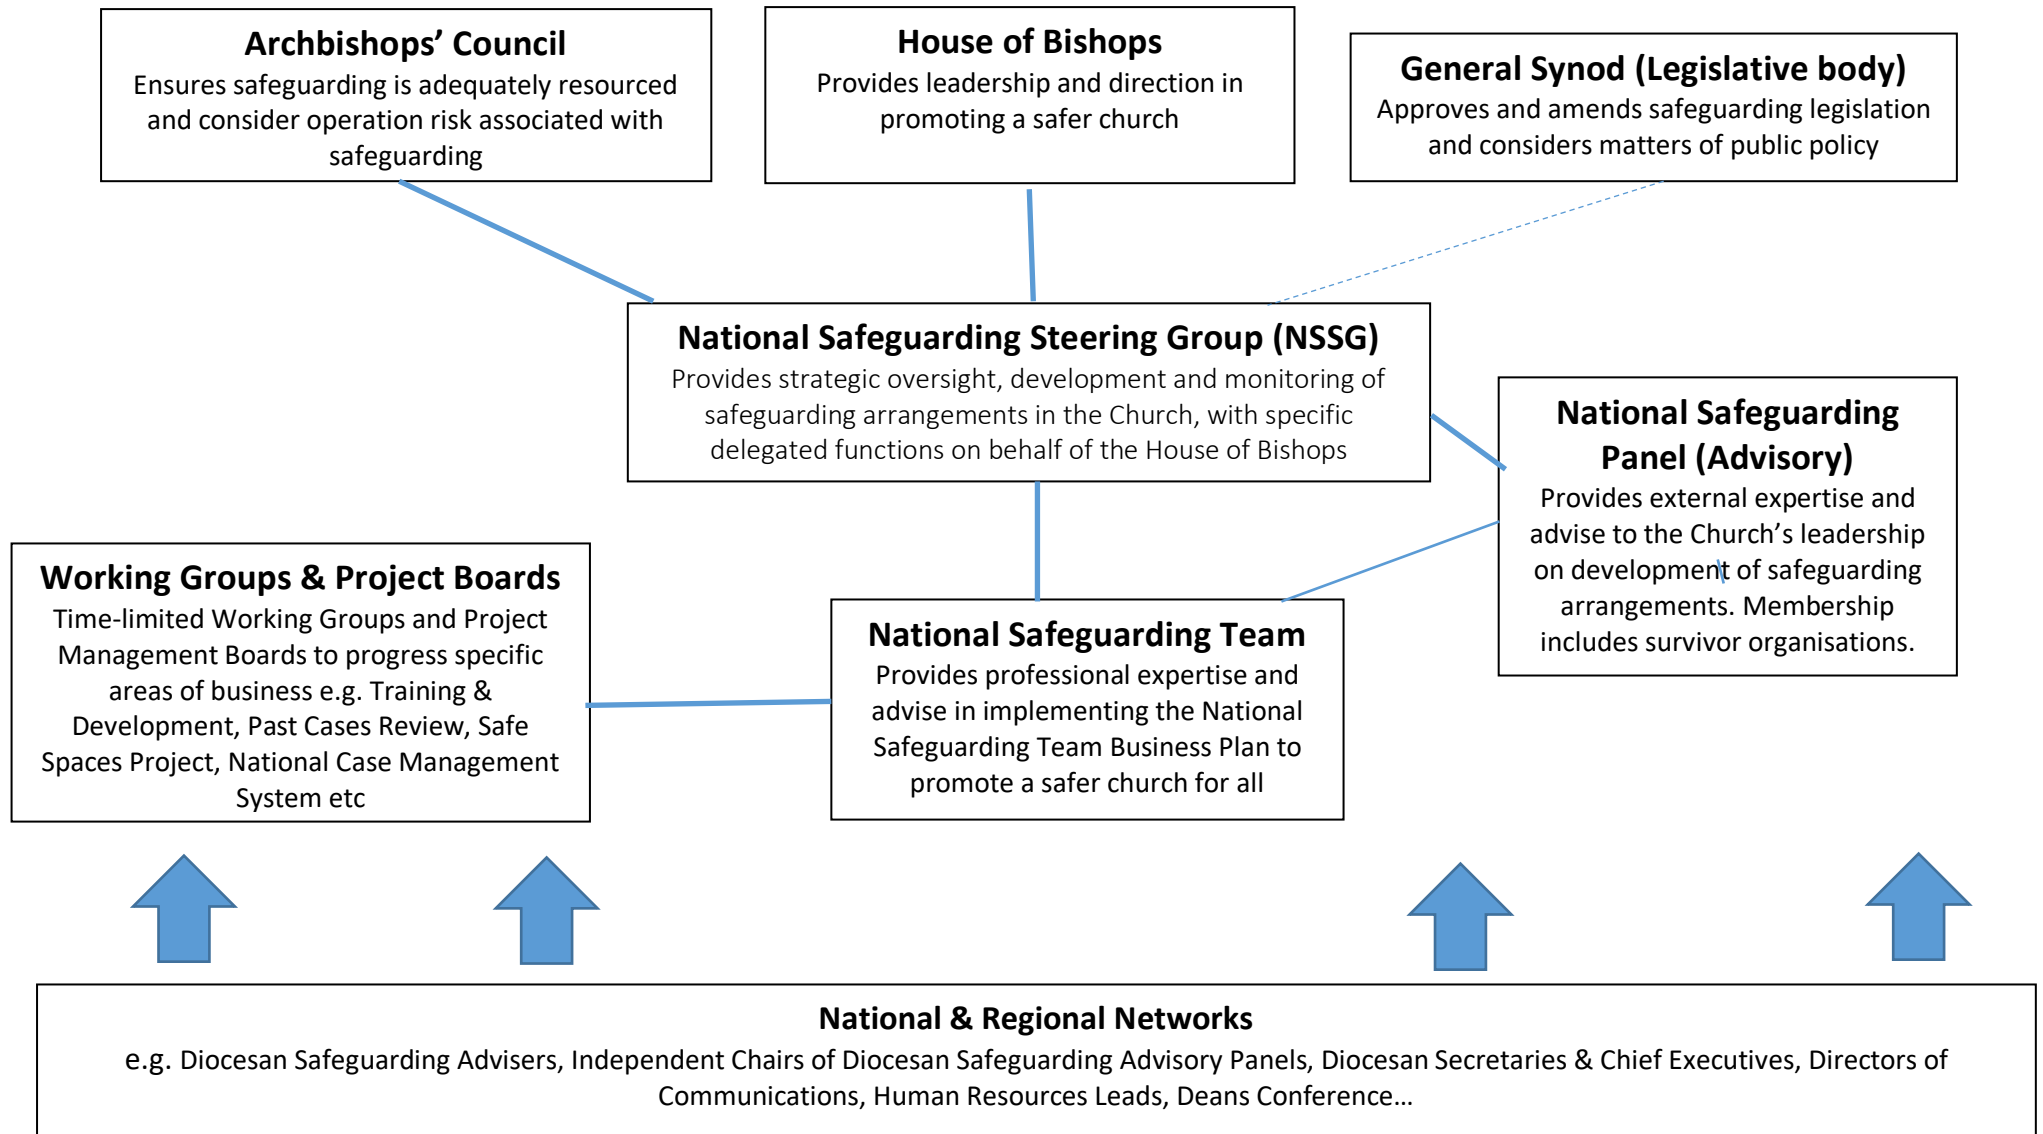 Archbishops’ Council
Ensures safeguarding is adequately resourced
and consider operation risk associated with
safeguarding
House of Bishops
Provides leadership and direction in
promoting a safer church
General Synod (Legislative body)
Approves and amends safeguarding legislation
and considers matters of public policy
National Safeguarding Steering Group (NSSG)
Provides strategic oversight, development and monitoring of
safeguarding arrangements in the Church, with specific
delegated functions on behalf of the House of Bishops
National Safeguarding
Panel (Advisory)
Provides external expertise and
advise to the Church’s leadership
on development of safeguarding
arrangements. Membership
includes survivor organisations.
Working Groups & Project Boards
Time-limited Working Groups and Project
Management Boards to progress specific
areas of business e.g. Training &
Development, Past Cases Review, Safe
Spaces Project, National Case Management
System etc
National Safeguarding Team
Provides professional expertise and
advise in implementing the National
Safeguarding Team Business Plan to
promote a safer church for all
National & Regional Networks
e.g. Diocesan Safeguarding Advisers, Independent Chairs of Diocesan Safeguarding Advisory Panels, Diocesan Secretaries & Chief Executives, Directors of
Communications, Human Resources Leads, Deans Conference…